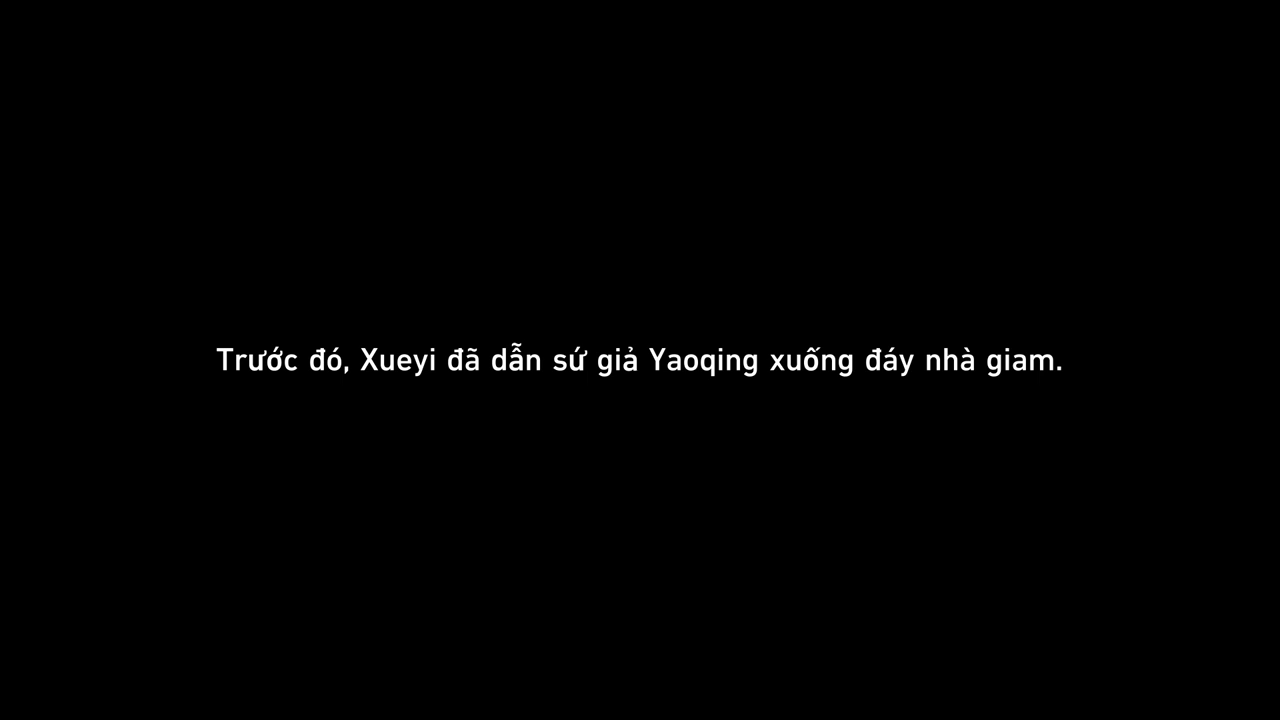 Trước đó, Xueyi đã dẫn sứ giả Yaoqing xuống đáy nhà giam.